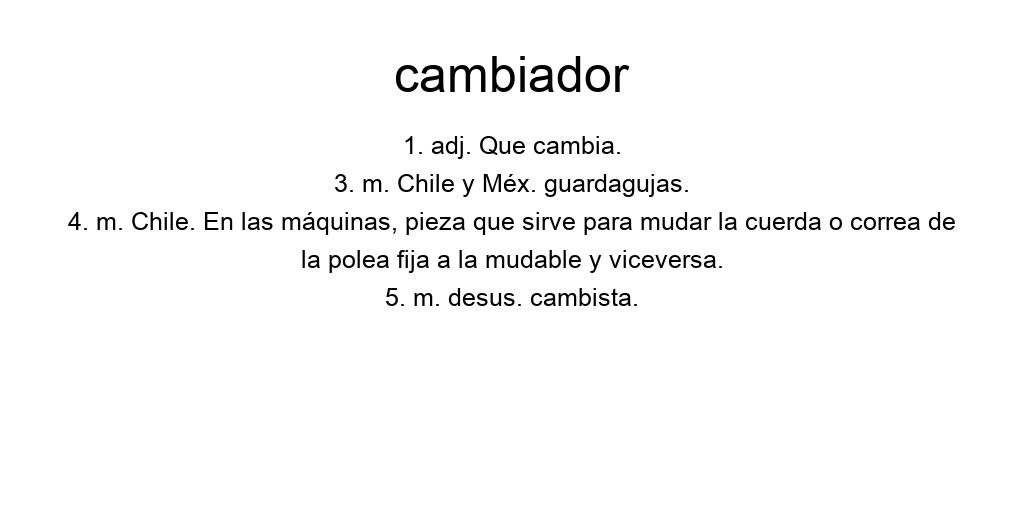 cambiador
1. adj. Que cambia.
3. m. Chile y Méx. guardagujas.
4. m. Chile. En las máquinas, pieza que sirve para mudar la cuerda o correa de
la polea fija a la mudable y viceversa.
5. m. desus. cambista.